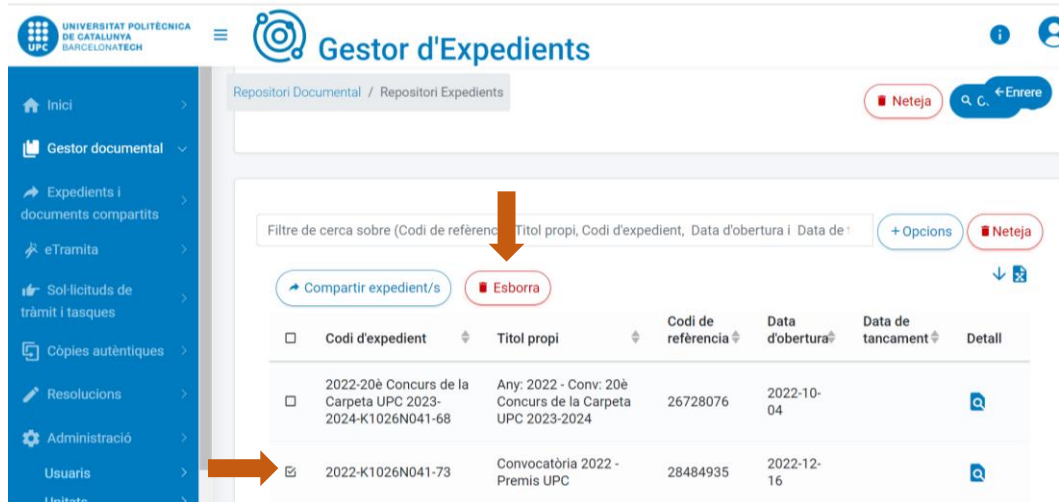 UNIVERSITAT POLITÈCNICA
DE CATALUNYA
BARCELONATECH
UPC
Gestor d'Expedients
Repositori Documental / Repositori Expedients
Neteja
C.
Enrere
Inici
Gestor documental
Expedients i
documents compartits
eTramita
Sol·licituds de
tràmit i tasques
Còpies autèntiques
Resolucions
Administració
Usuaris
Unitats
Filtre de cerca sobre (Codi de refèrenc Titol propi, Codi d'expedient, Data d'obertura i Data de
+ Opcions
Neteja
Compartir expedient/s
Esborra
Codi d'expedient
Titol propi
Codi de
refèrencia
Data
d'obertura
Data de
tancament
Detall
2022-20è Concurs de la
Carpeta UPC 2023-
2024-K1026N041-68
Any: 2022 - Conv: 20è
Concurs de la Carpeta
UPC 2023-2024
26728076
2022-10-
04
2022-K1026N041-73
Convocatòria 2022 -
Premis UPC
28484935
2022-12-
16